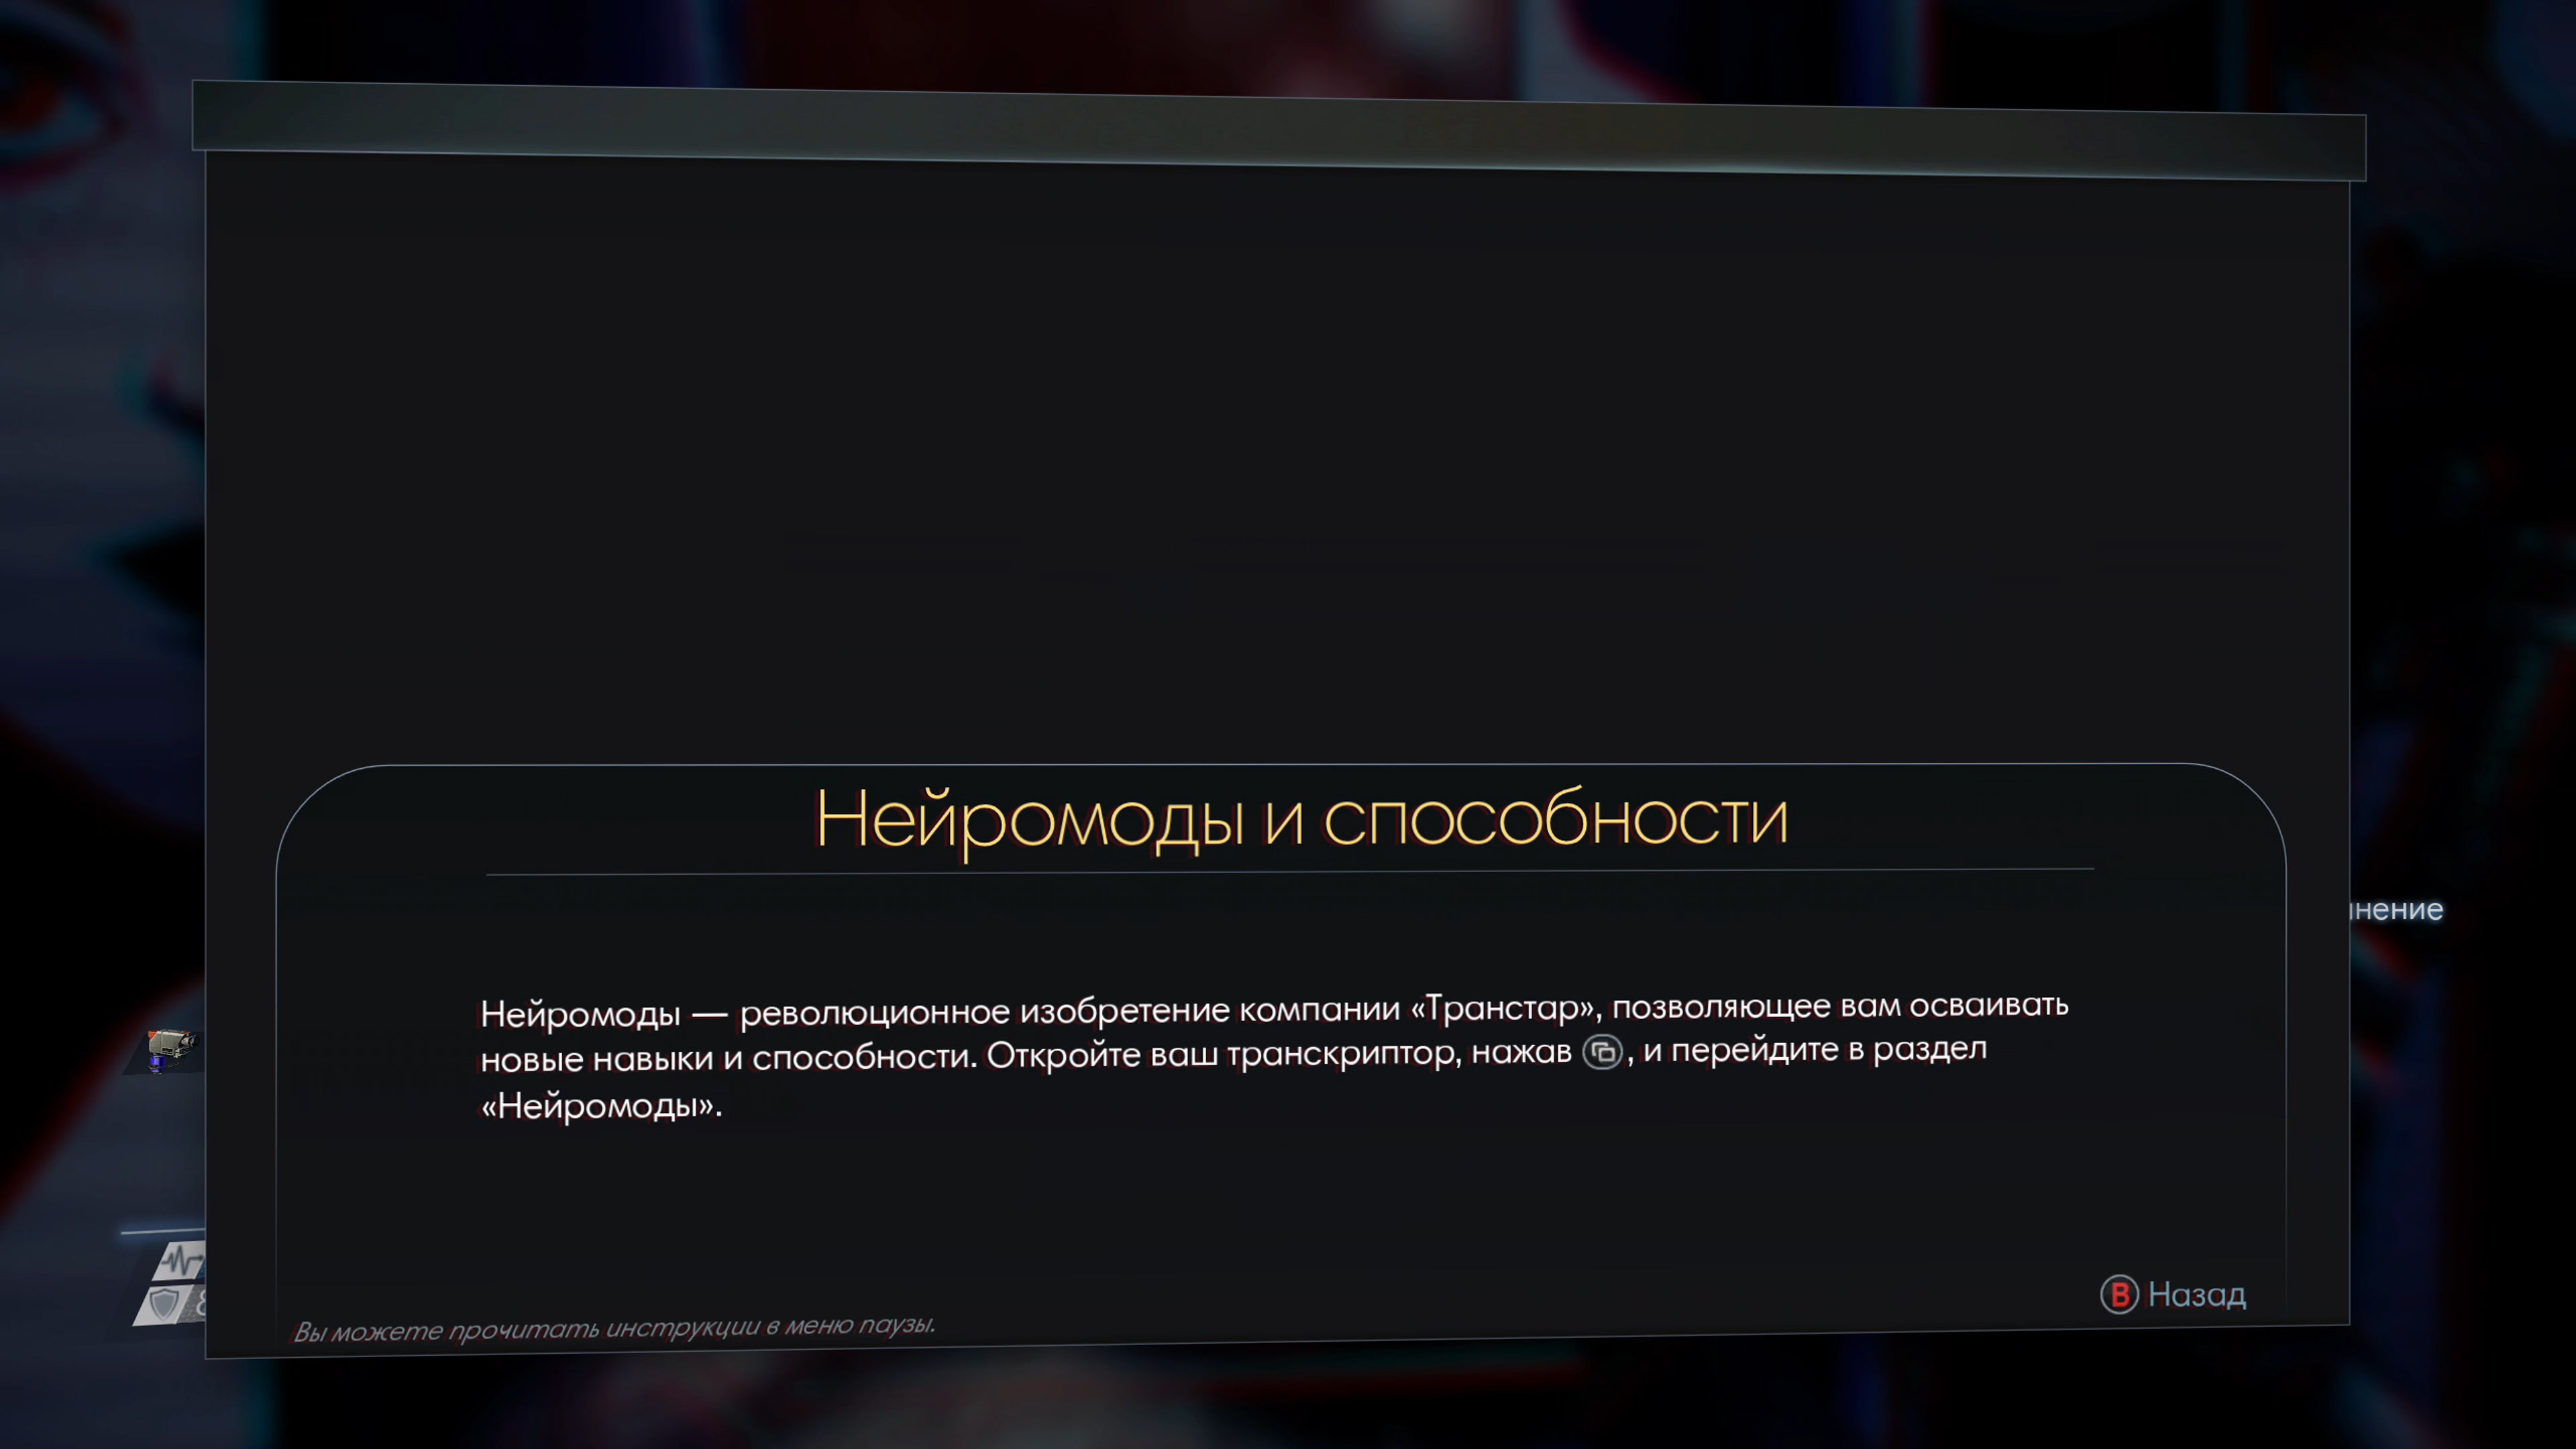 Нейромоды и способности
нение
Нейромоды — революционное изобретение компании «Транстар», позволяющее вам осваивать
новые навыки и способности. Откройте ваш транскриптор, нажав , и перейдите в раздел
«Нейромоды».
B Назад
Вы можете прочитать инструкции в меню паузы.